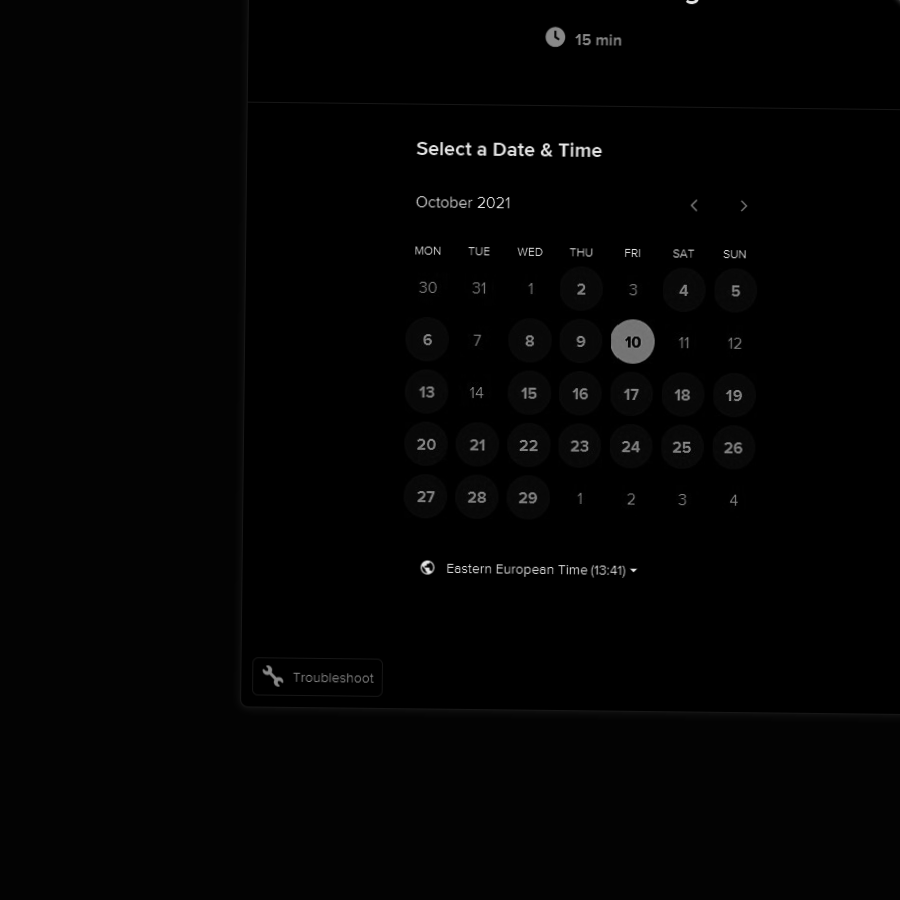 15 min
Select a Date & Time
October 2021
MON TUE WED THU FRI SAT SUN
30 31 1 2 3 4 5
6 7 8 9 10 11 12
13 14 15 16 17 18 19
20 21 22 23 24 25 26
27 28 29 1 2 3 4
Eastern European Time (13:41)
Troubleshoot